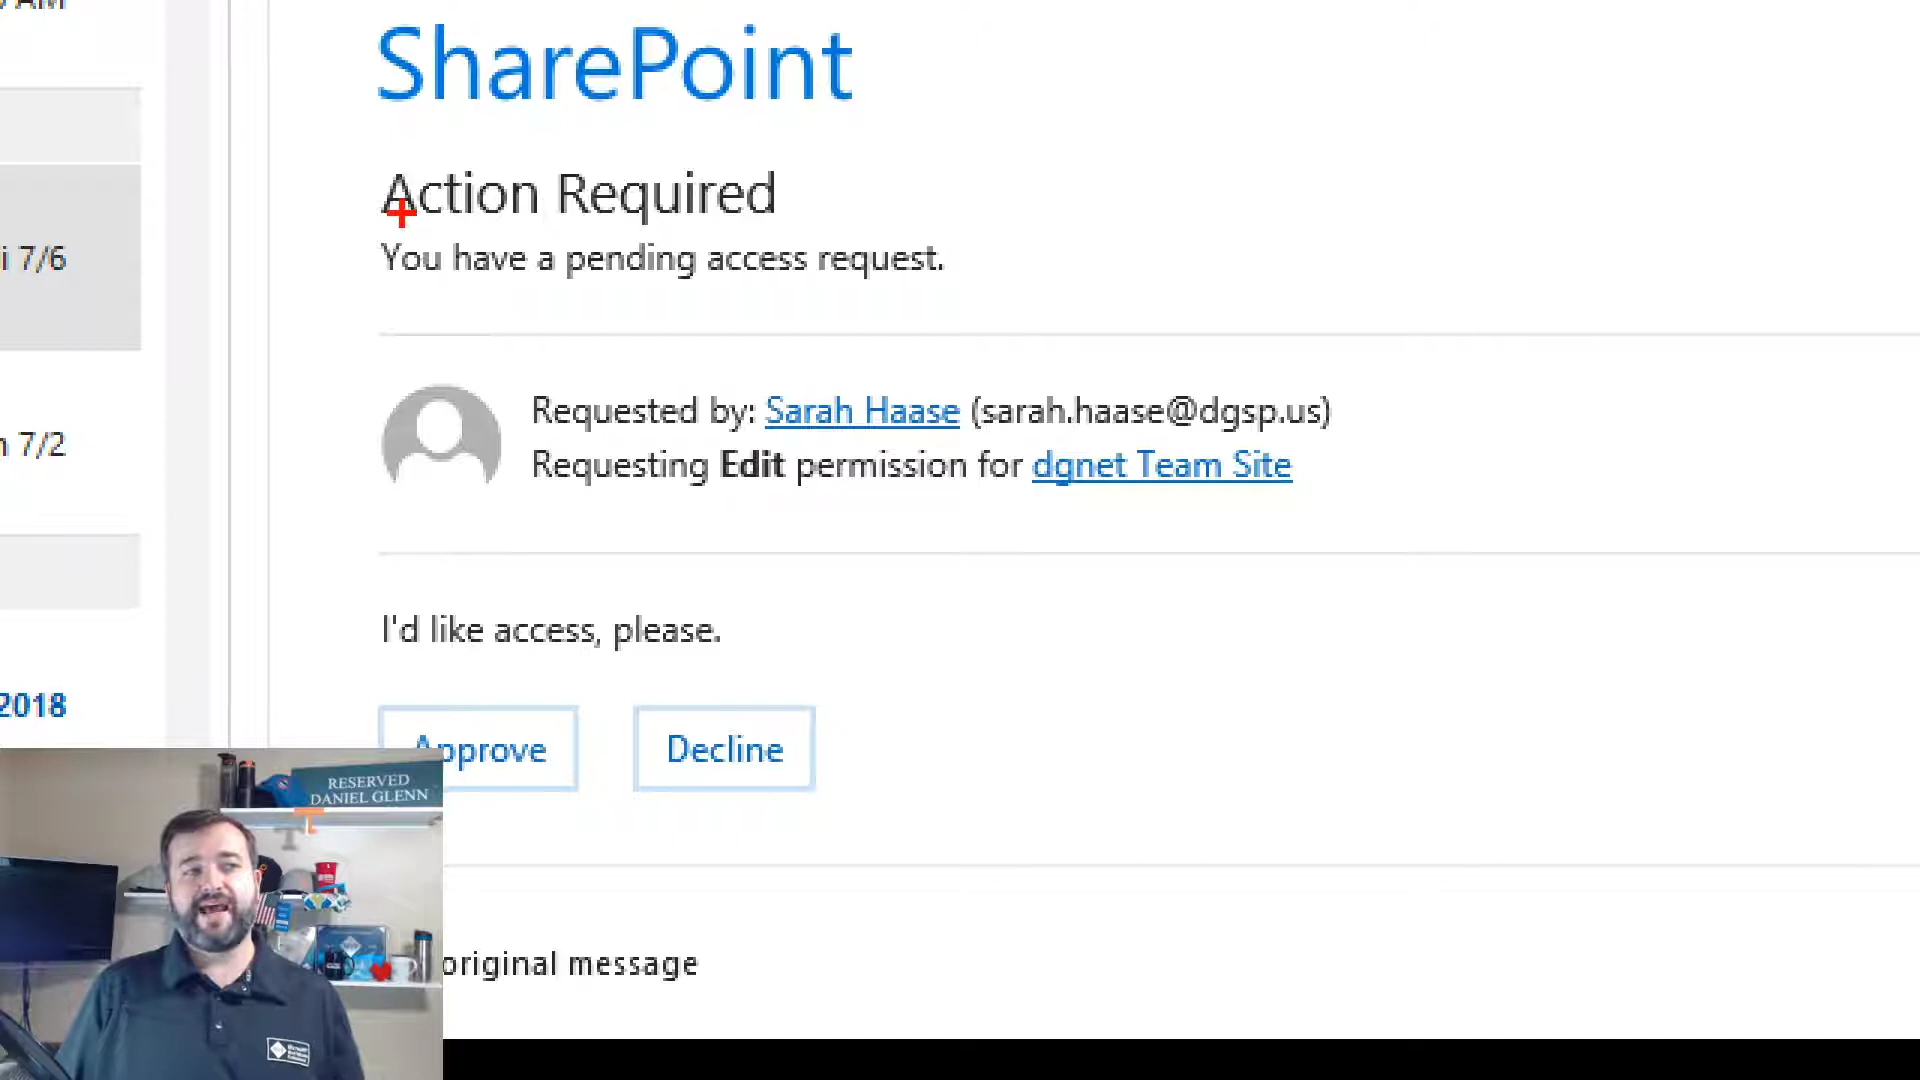 SharePoint
Action Required
You have a pending access request.
7/6
Requested by: Sarah Haase (sarah.haase@dgsp.us)
7/2
Requesting Edit permission for dgnet Team Site
I'd like access, please.
2018
Approve
Decline
RESERVED
DANIEL GLENN
original message